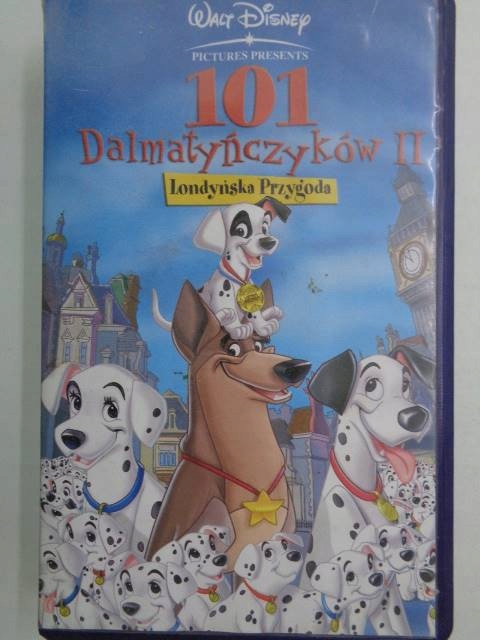 WALT DISNEY
PICTURES PRESENTS
101
Dalmatyńczyków II
Londyńska Przygoda